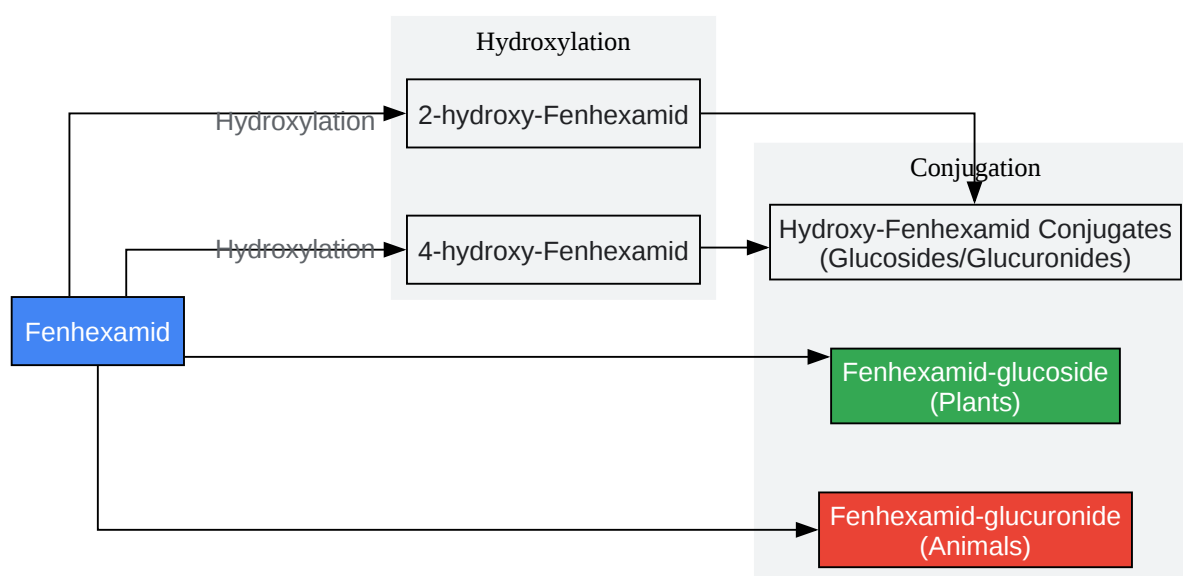 Hydroxylation
Hydroxylation
2-hydroxy-Fenhexamid
Conjugation
Hydroxylation
4-hydroxy-Fenhexamid
Hydroxy-Fenhexamid Conjugates
(Glucosides/Glucuronides)
Fenhexamid
Fenhexamid-glucoside
(Plants)
Fenhexamid-glucuronide
(Animals)